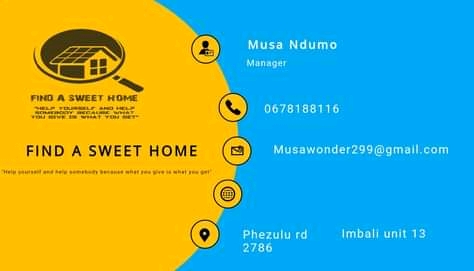 FIND A SWEET HOME
"HELP YOURSELF AND HELP
SOMEBODY BECAUSE WHAT
YOU GIVE IS WHAT YOU GET"
FIND A SWEET HOME
"Help yourself and help somebody because what you give is what you get"
Musa Ndumo
Manager
0678188116
Musawonder299@gmail.com
Phezulu rd
2786
Imbali unit 13